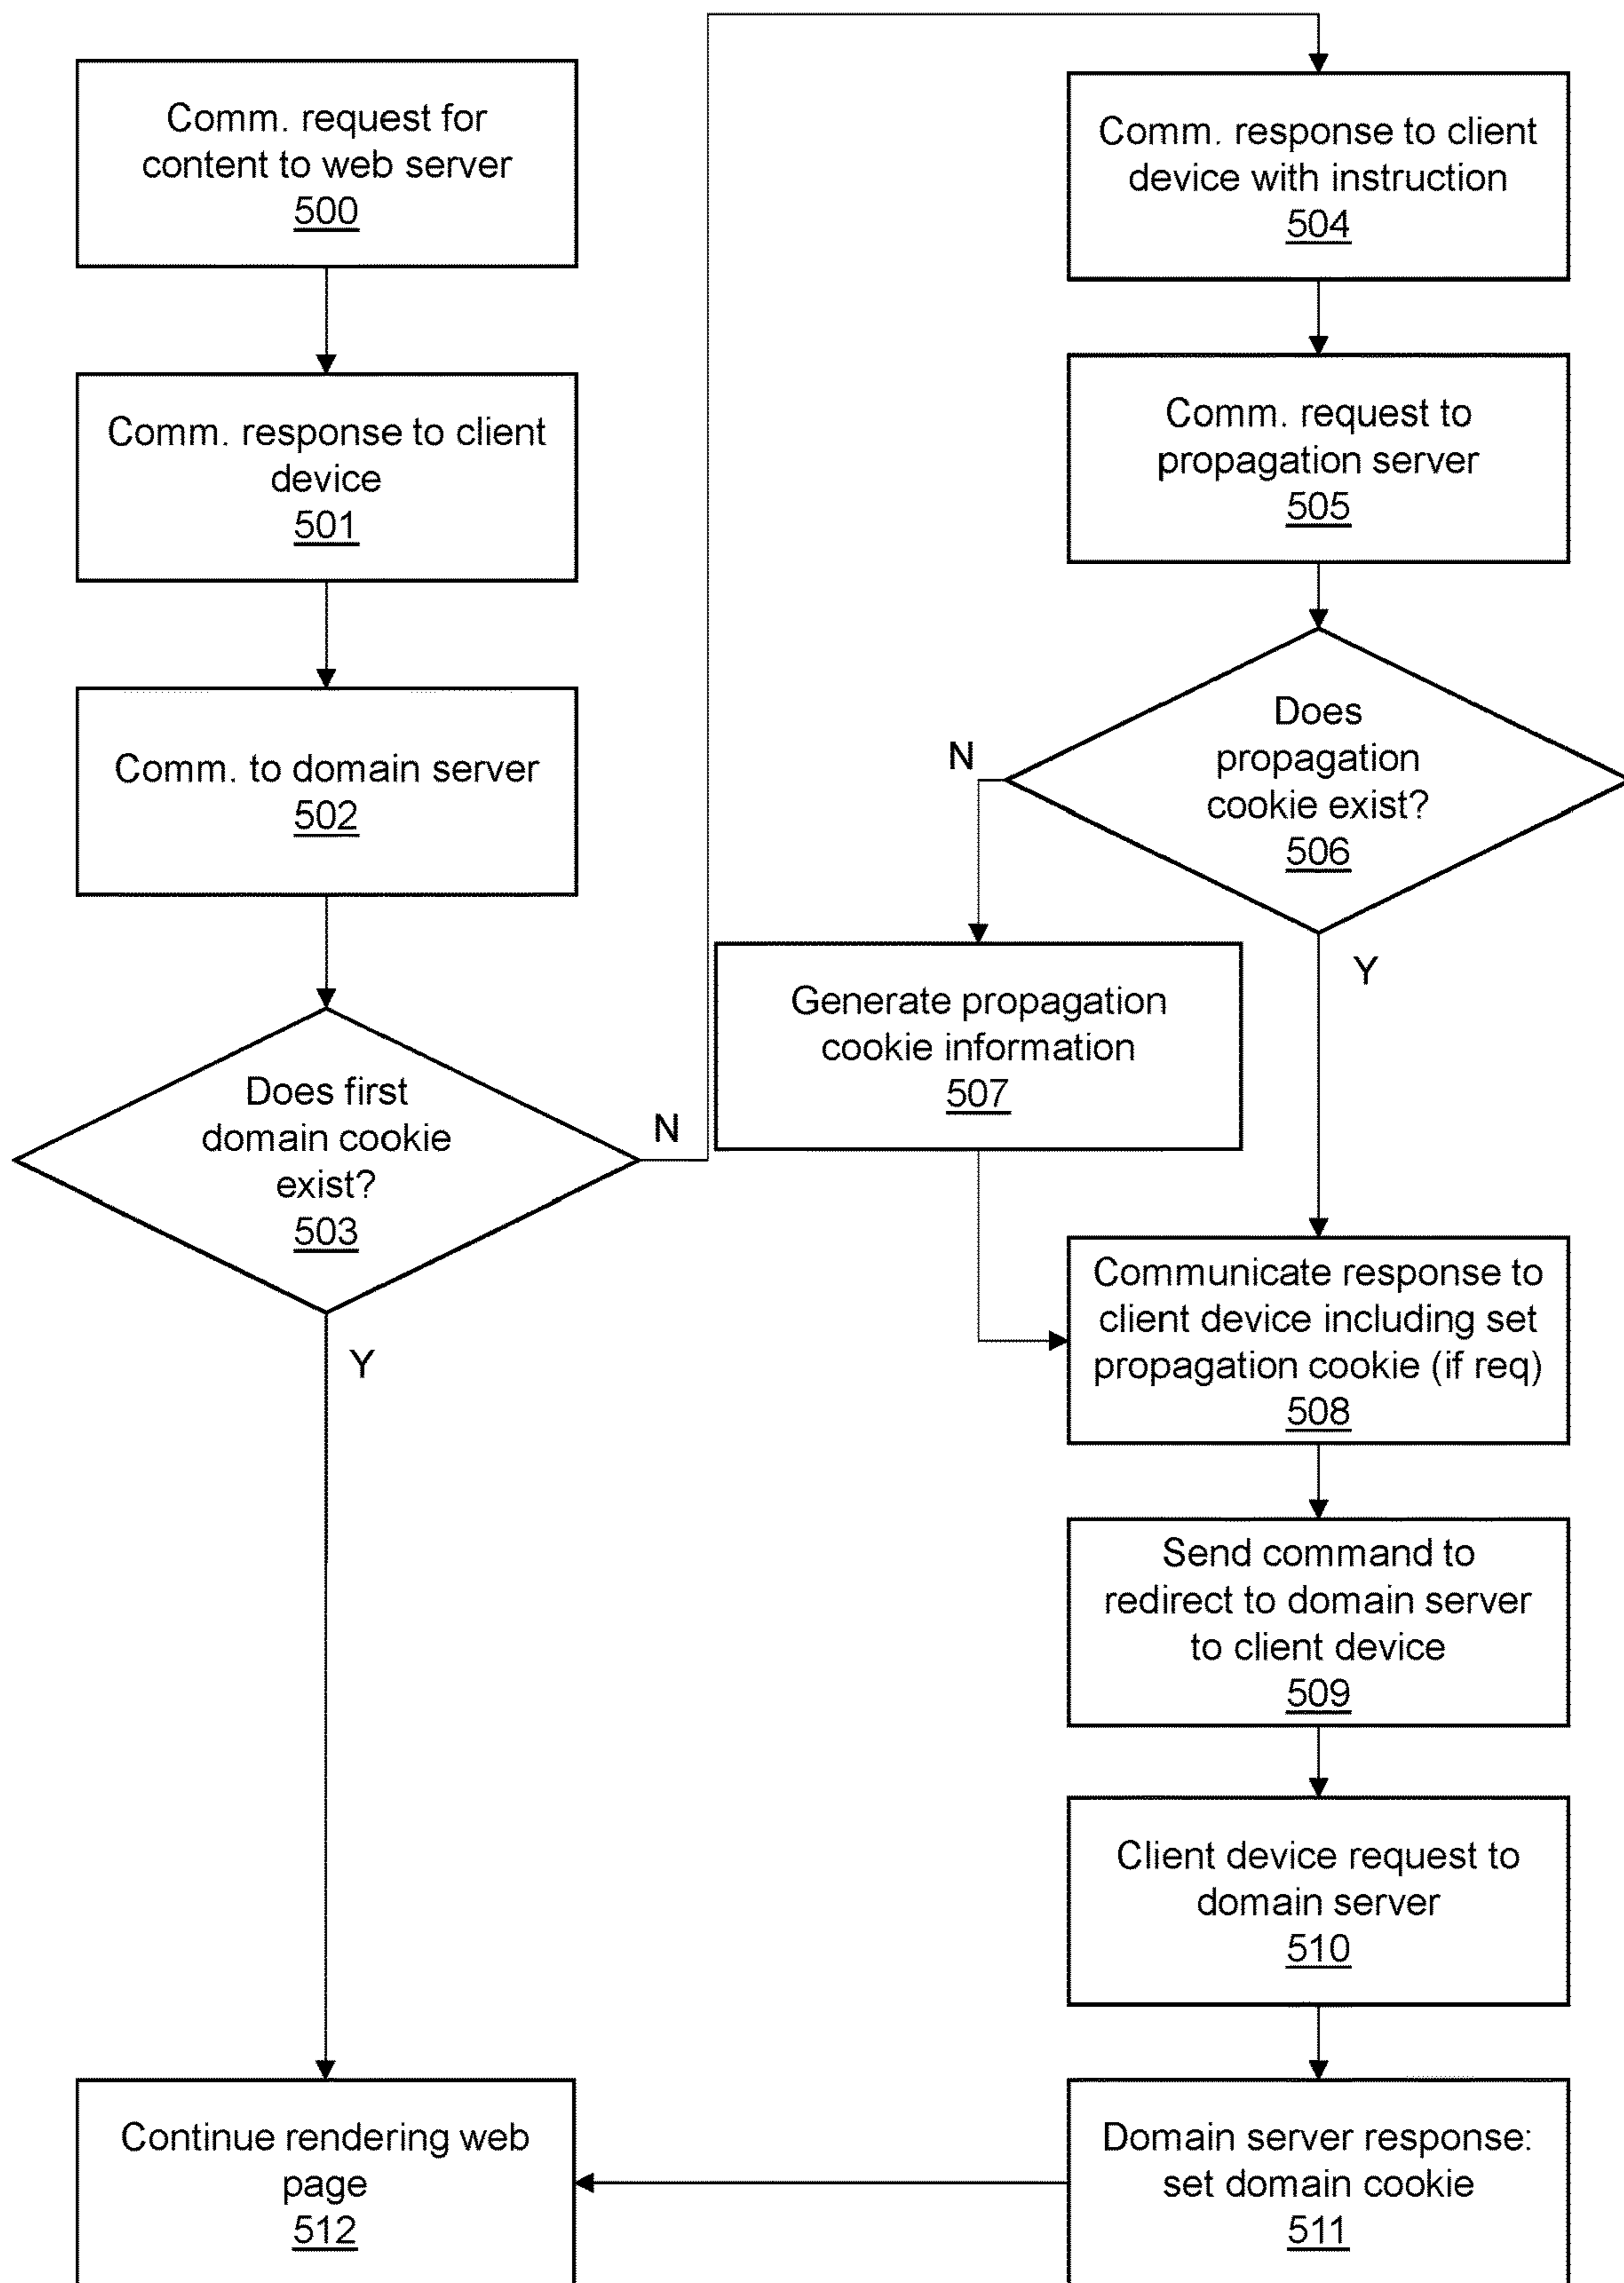 Comm. request for
content to web server
500
Comm. response to client
device
501
Comm. to domain server
502
Does first
domain cookie
exist?
503
N
Y
Comm. response to client
device with instruction
504
Comm. request to
propagation server
505
Does
propagation
cookie exist?
506
N
Y
Generate propagation
cookie information
507
Communicate response to
client device including set
propagation cookie (if req)
508
Send command to
redirect to domain server
to client device
509
Client device request to
domain server
510
Domain server response:
set domain cookie
511
Continue rendering web
page
512